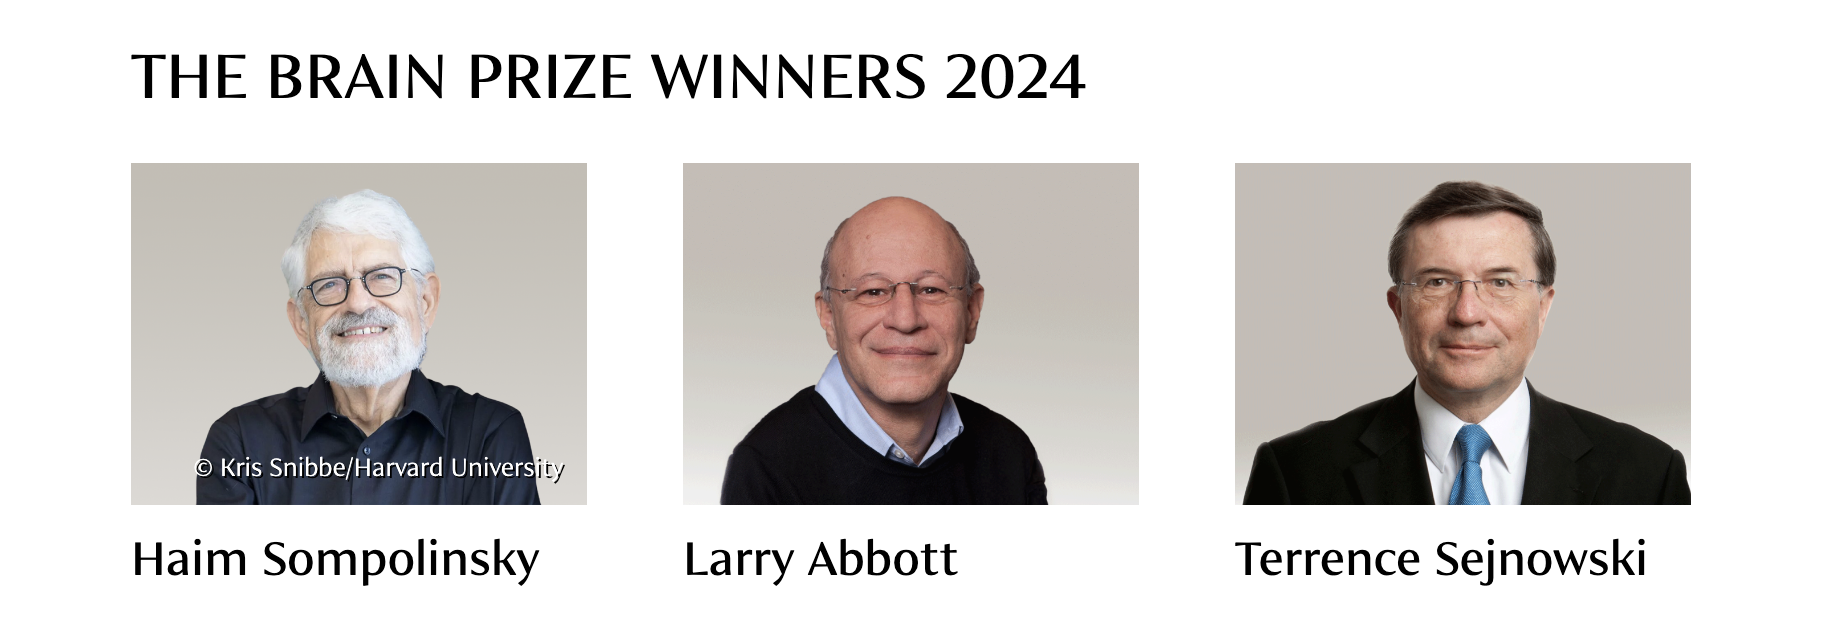 THE BRAIN PRIZE WINNERS 2024
© Kris Snibbe/Harvard University
Haim Sompolinsky
Larry Abbott
Terrence Sejnowski